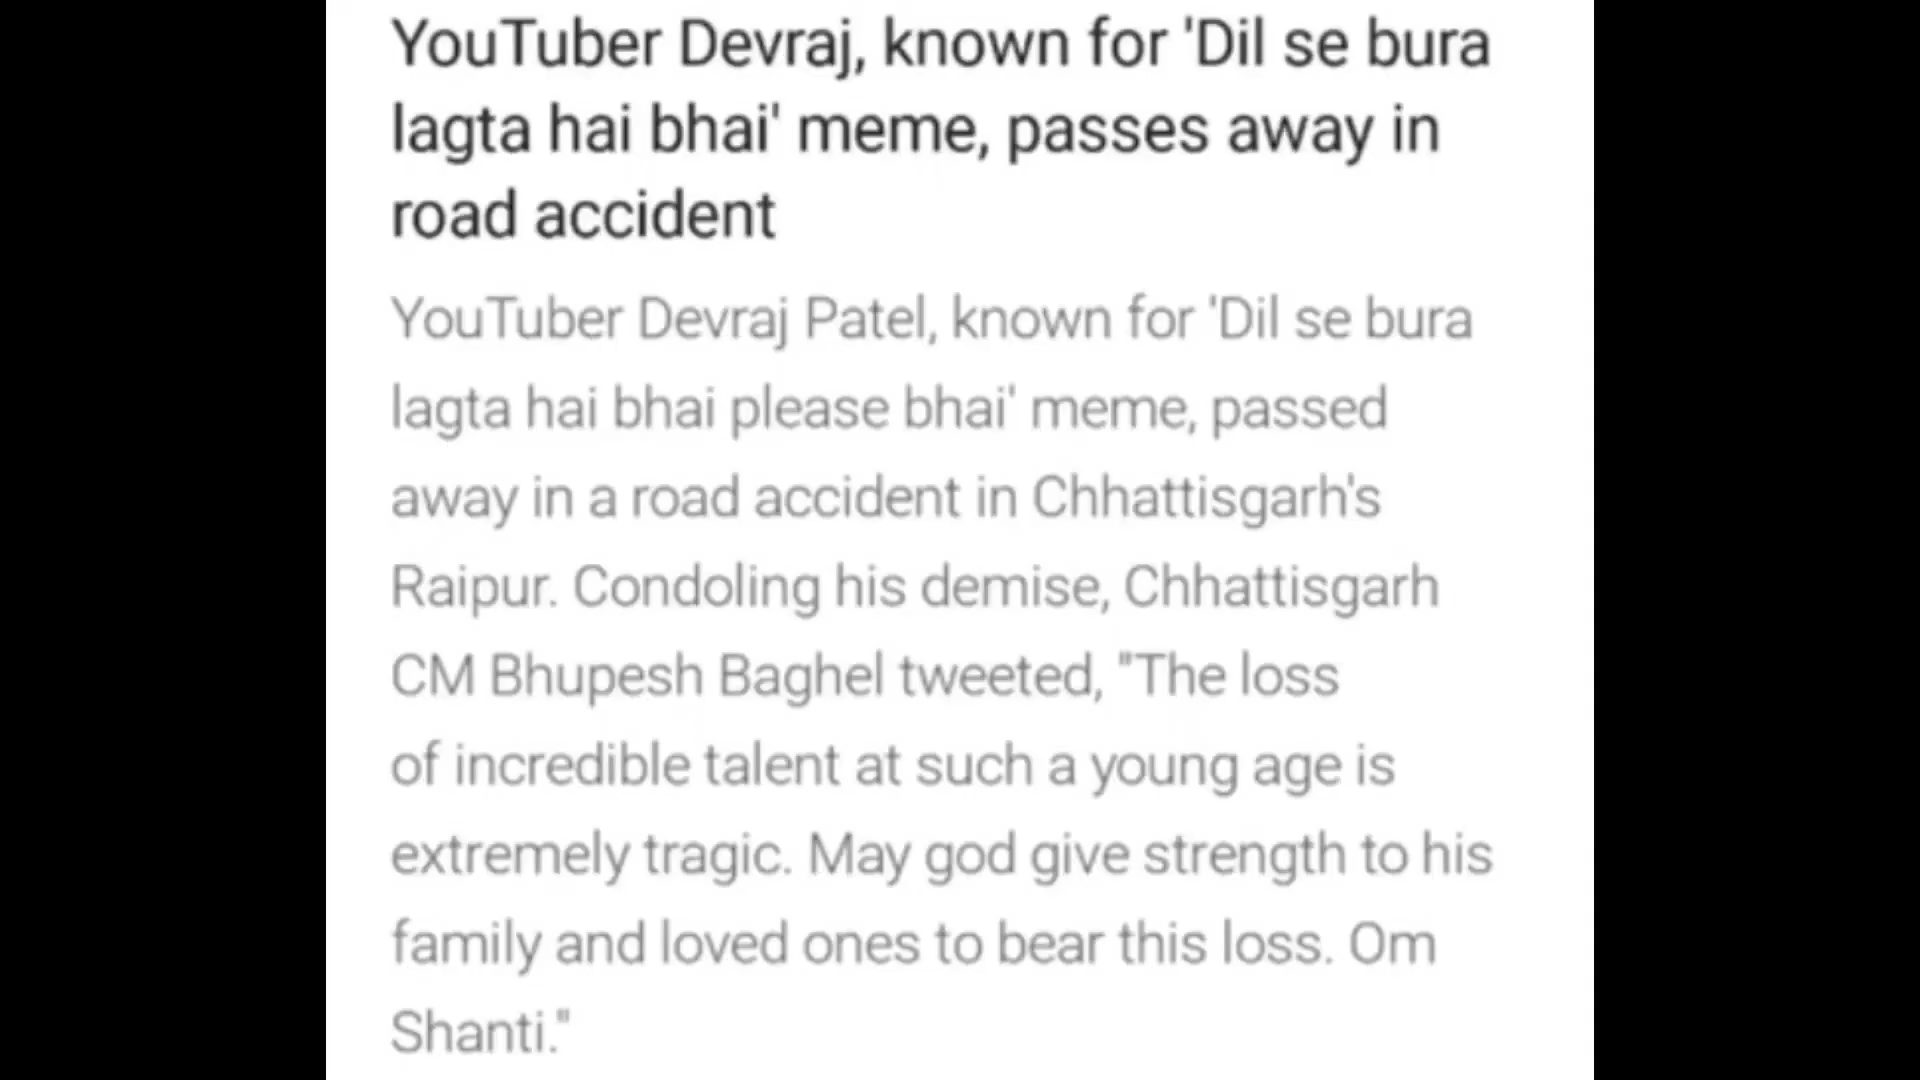 YouTuber Devraj, known for 'Dil se bura
lagta hai bhai' meme, passes away in
road accident
YouTuber Devraj Patel, known for 'Dil se bura
lagta hai bhai please bhai' meme, passed
away in a road accident in Chhattisgarh's
Raipur. Condoling his demise, Chhattisgarh
CM Bhupesh Baghel tweeted, "The loss
of incredible talent at such a young age is
extremely tragic. May god give strength to his
family and loved ones to bear this loss. Om
Shanti."